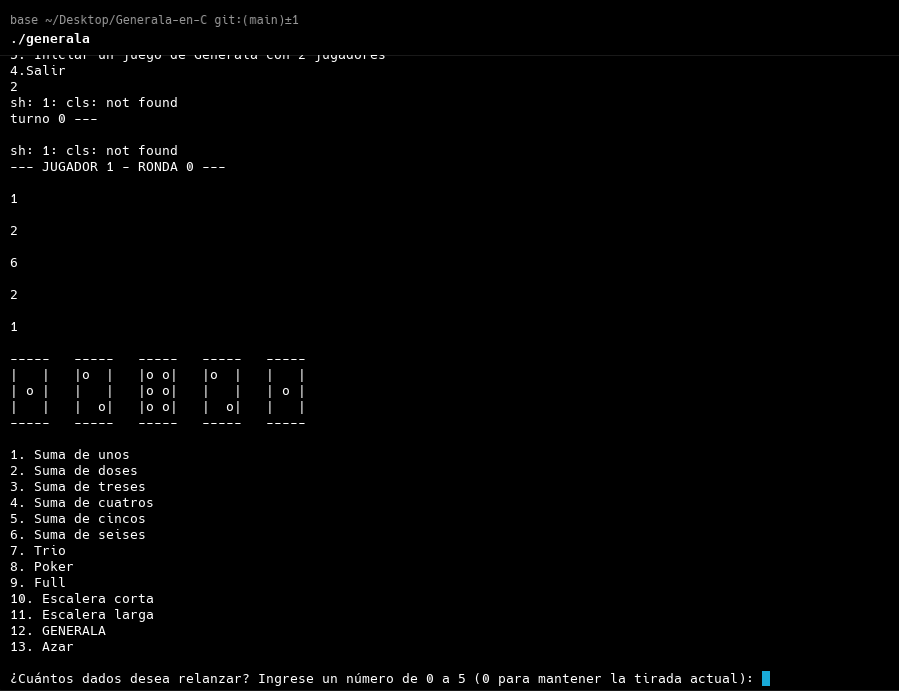 base ~/Desktop/Generala-en-C git:(main)±1
./generala
3. Iniciar un juego de Generala con 2 jugadores
4.Salir
2
sh: 1: cls: not found
turno 0 ---
sh: 1: cls: not found
--- JUGADOR 1 - RONDA 0 ---
1
2
6
2
1
-----   -----   -----   -----   -----
|   |   |o  |   |o o|   |o  |   |   |
| o |   |   |   |o o|   |   |   | o |
|   |   |  o|   |o o|   |  o|   |   |
-----   -----   -----   -----   -----
1. Suma de unos
2. Suma de doses
3. Suma de treses
4. Suma de cuatros
5. Suma de cincos
6. Suma de seises
7. Trio
8. Poker
9. Full
10. Escalera corta
11. Escalera larga
12. GENERALA
13. Azar
¿Cuántos dados desea relanzar? Ingrese un número de 0 a 5 (0 para mantener la tirada actual):